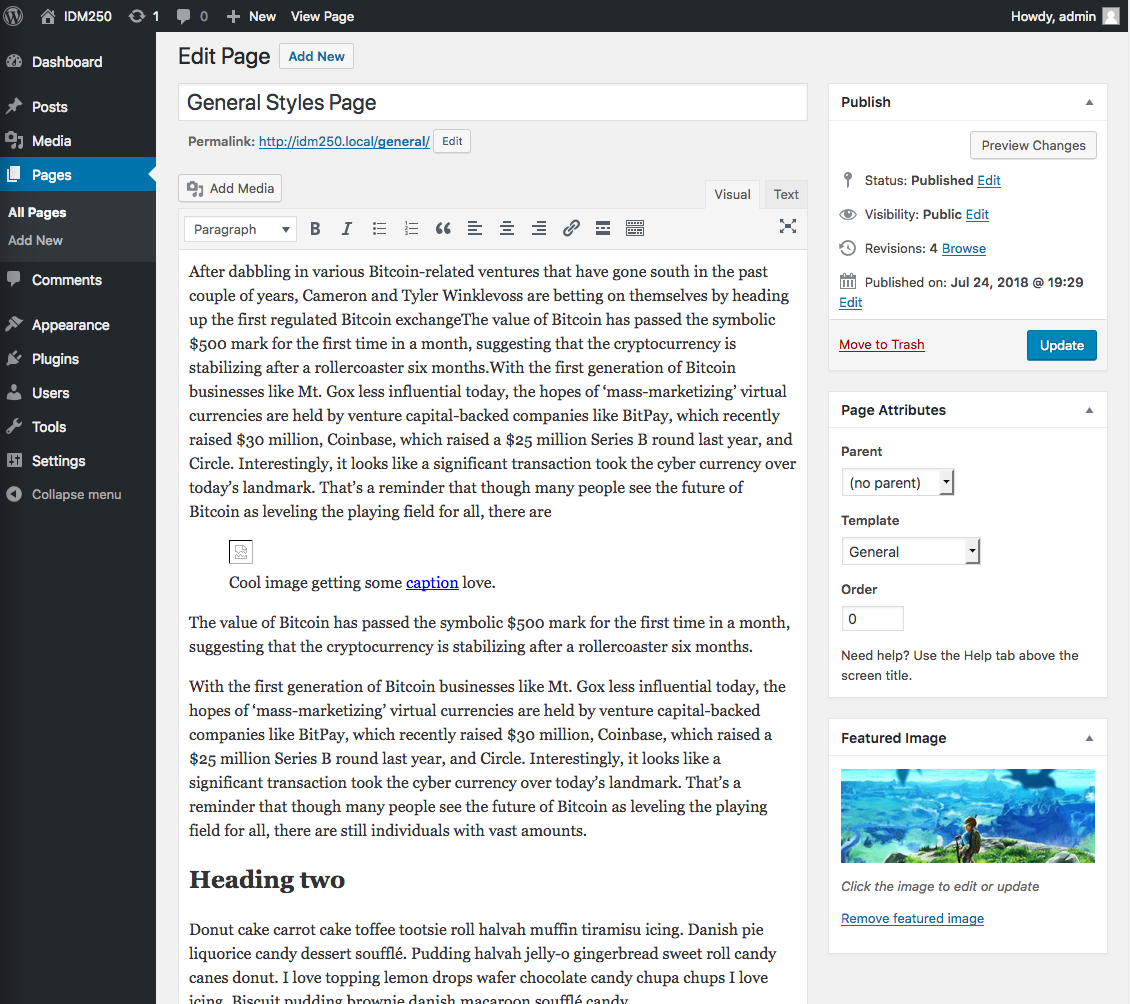 IDM250 1 0 New View Page Howdy, admin
Dashboard
Posts
Media
Pages
All Pages
Add New
Comments
Appearance
Plugins
Users
Tools
Settings
Collapse menu
Edit Page Add New
General Styles Page
Permalink: http://idm250.local/general/ Edit
Add Media
Visual Text
Paragraph
After dabbling in various Bitcoin-related ventures that have gone south in the past
couple of years, Cameron and Tyler Winklevoss are betting on themselves by heading
up the first regulated Bitcoin exchangeThe value of Bitcoin has passed the symbolic
$500 mark for the first time in a month, suggesting that the cryptocurrency is
stabilizing after a rollercoaster six months.With the first generation of Bitcoin
businesses like Mt. Gox less influential today, the hopes of ‘mass-marketizing’ virtual
currencies are held by venture capital-backed companies like BitPay, which recently
raised $30 million, Coinbase, which raised a $25 million Series B round last year, and
Circle. Interestingly, it looks like a significant transaction took the cyber currency over
today’s landmark. That’s a reminder that though many people see the future of
Bitcoin as leveling the playing field for all, there are
Cool image getting some caption love.
The value of Bitcoin has passed the symbolic $500 mark for the first time in a month,
suggesting that the cryptocurrency is stabilizing after a rollercoaster six months.
With the first generation of Bitcoin businesses like Mt. Gox less influential today, the
hopes of ‘mass-marketizing’ virtual currencies are held by venture capital-backed
companies like BitPay, which recently raised $30 million, Coinbase, which raised a
$25 million Series B round last year, and Circle. Interestingly, it looks like a
significant transaction took the cyber currency over today’s landmark. That’s a
reminder that though many people see the future of Bitcoin as leveling the playing
field for all, there are still individuals with vast amounts.
Heading two
Donut cake carrot cake toffee tootsie roll halvah muffin tiramisu icing. Danish pie
liquorice candy dessert soufflé. Pudding halvah jelly-o gingerbread sweet roll candy
canes donut. I love topping lemon drops wafer chocolate candy chupa chups I love
icing. Biscuit pudding brownie danish macaroon soufflé candy
Publish
Preview Changes
Status: Published Edit
Visibility: Public Edit
Revisions: 4 Browse
Published on: Jul 24, 2018 @ 19:29
Edit
Move to Trash Update
Page Attributes
Parent
(no parent)
Template
General
Order
0
Need help? Use the Help tab above the
screen title.
Featured Image
Click the image to edit or update
Remove featured image